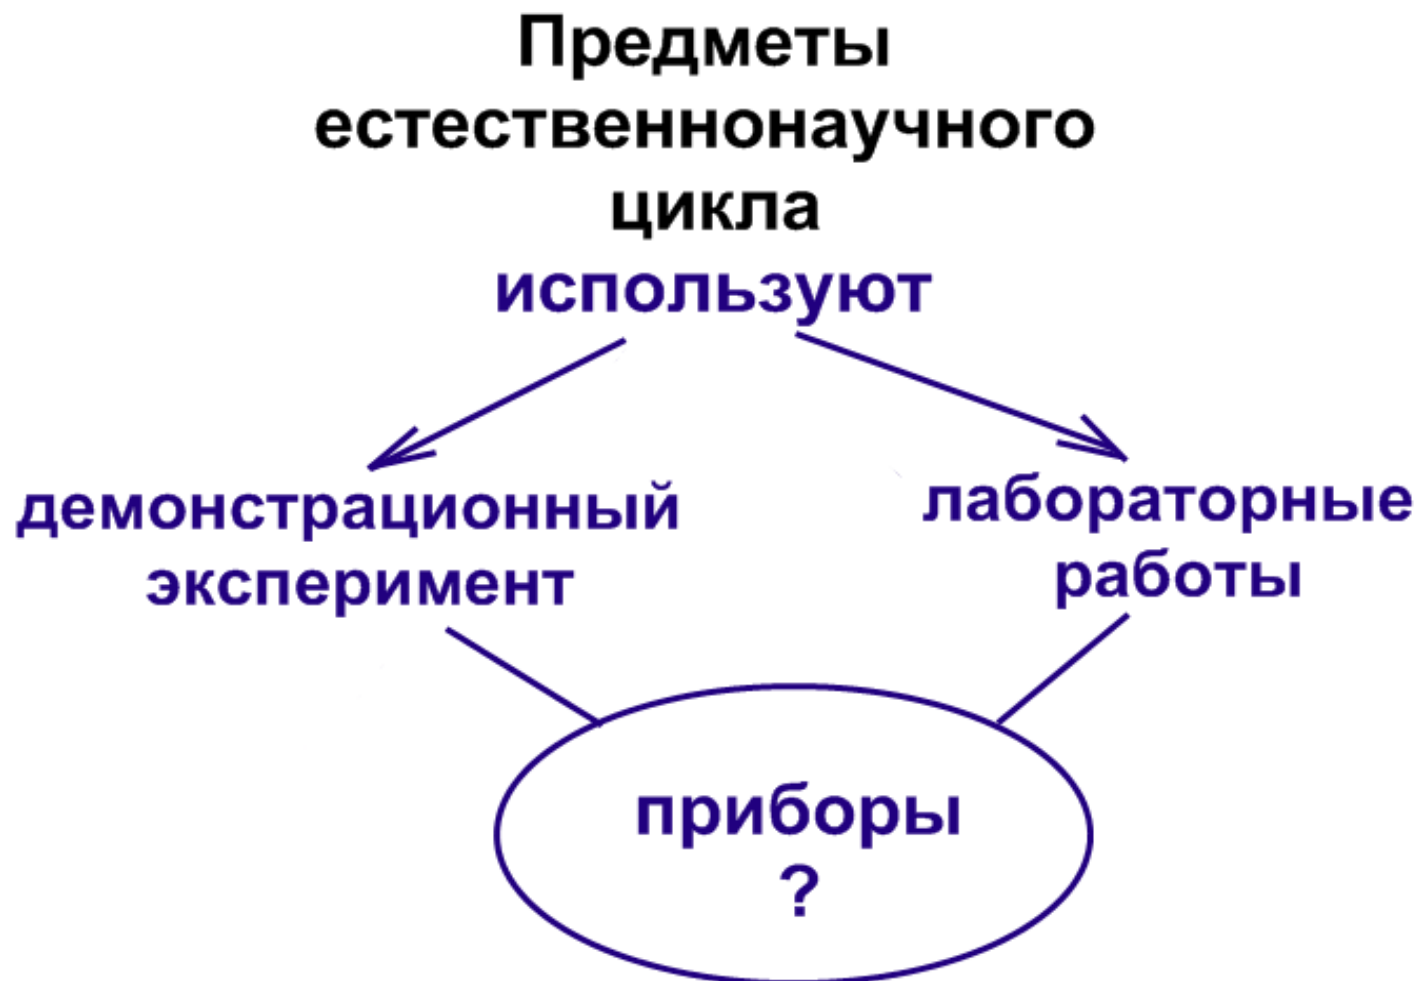 Предметы
естественнонаучного
цикла
используют
демонстрационный
эксперимент
лабораторные
работы
приборы
?